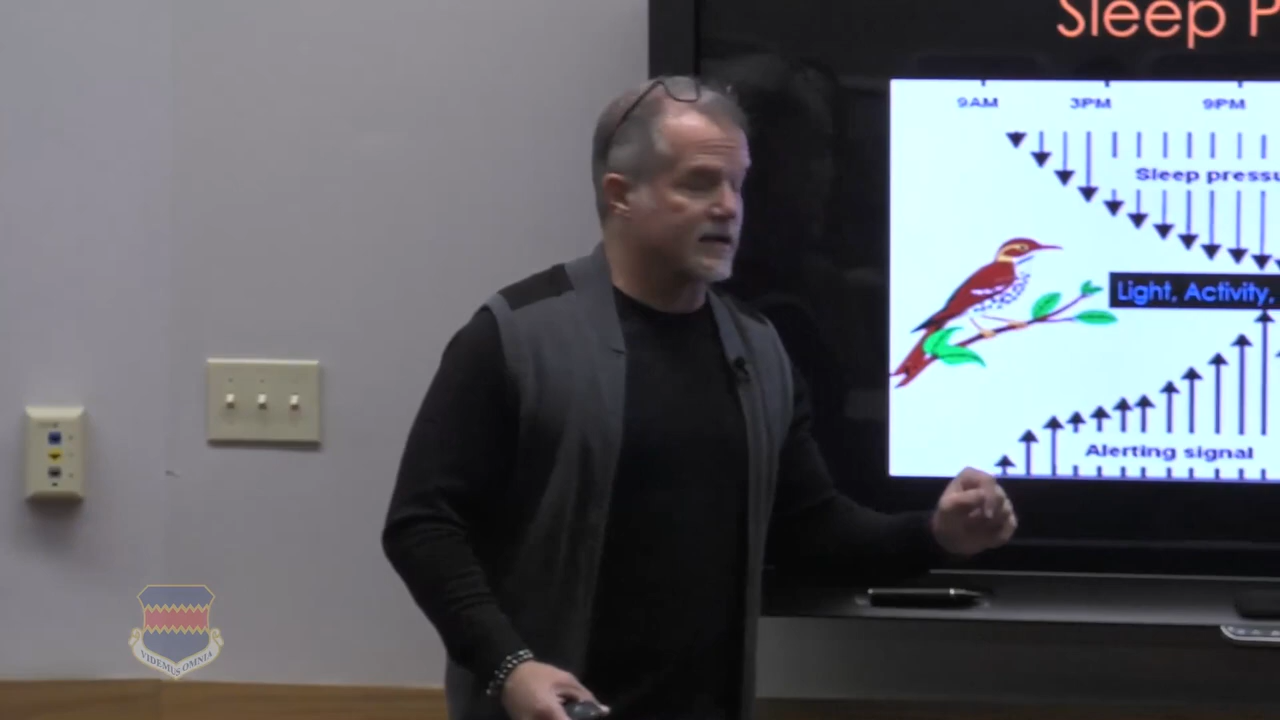 Sleep P
9AM 3PM 9PM
Sleep pressu
Light, Activity,
Alerting signal
VIDEMUS OMNIA